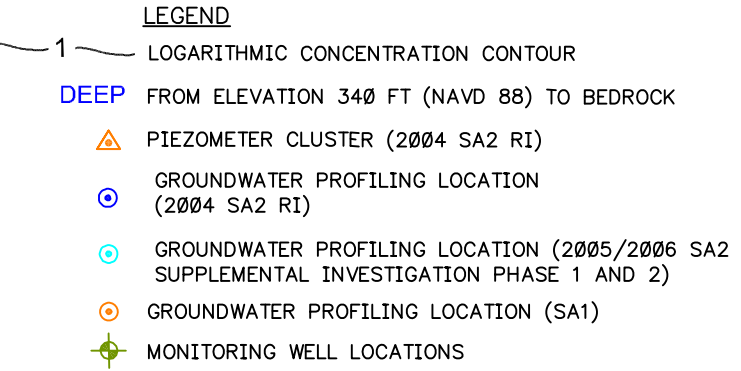 LEGEND
1 LOGARITHMIC CONCENTRATION CONTOUR
DEEP FROM ELEVATION 340 FT (NAVD 88) TO BEDROCK
PIEZOMETER CLUSTER (2004 SA2 RI)
GROUNDWATER PROFILING LOCATION
(2004 SA2 RI)
GROUNDWATER PROFILING LOCATION (2005/2006 SA2
SUPPLEMENTAL INVESTIGATION PHASE 1 AND 2)
GROUNDWATER PROFILING LOCATION (SA1)
MONITORING WELL LOCATIONS